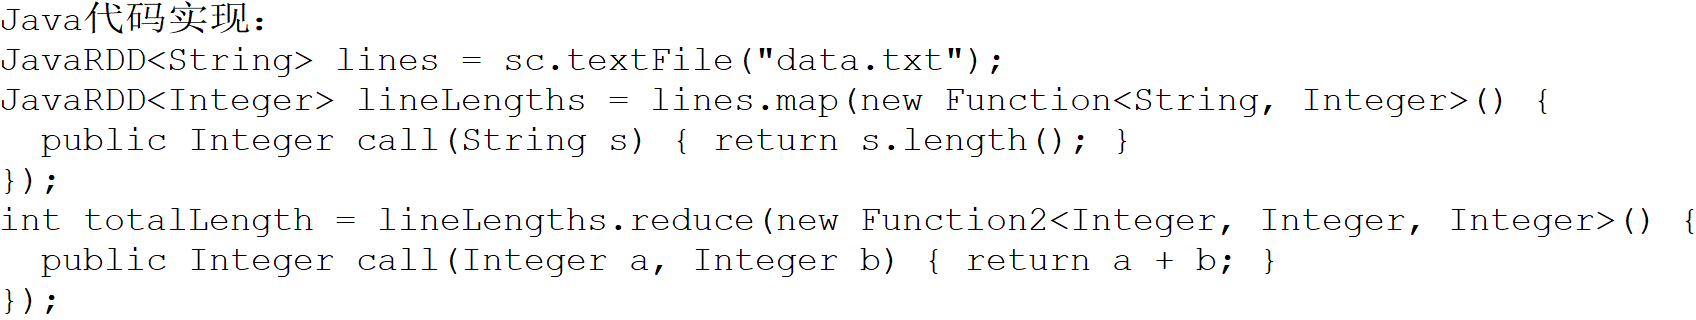 Java代码实现：
JavaRDD<String> lines = sc.textFile("data.txt");
JavaRDD<Integer> lineLengths = lines.map(new Function<String, Integer>() {
  public Integer call(String s) { return s.length(); }
});
int totalLength = lineLengths.reduce(new Function2<Integer, Integer, Integer>() {
  public Integer call(Integer a, Integer b) { return a + b; }
});